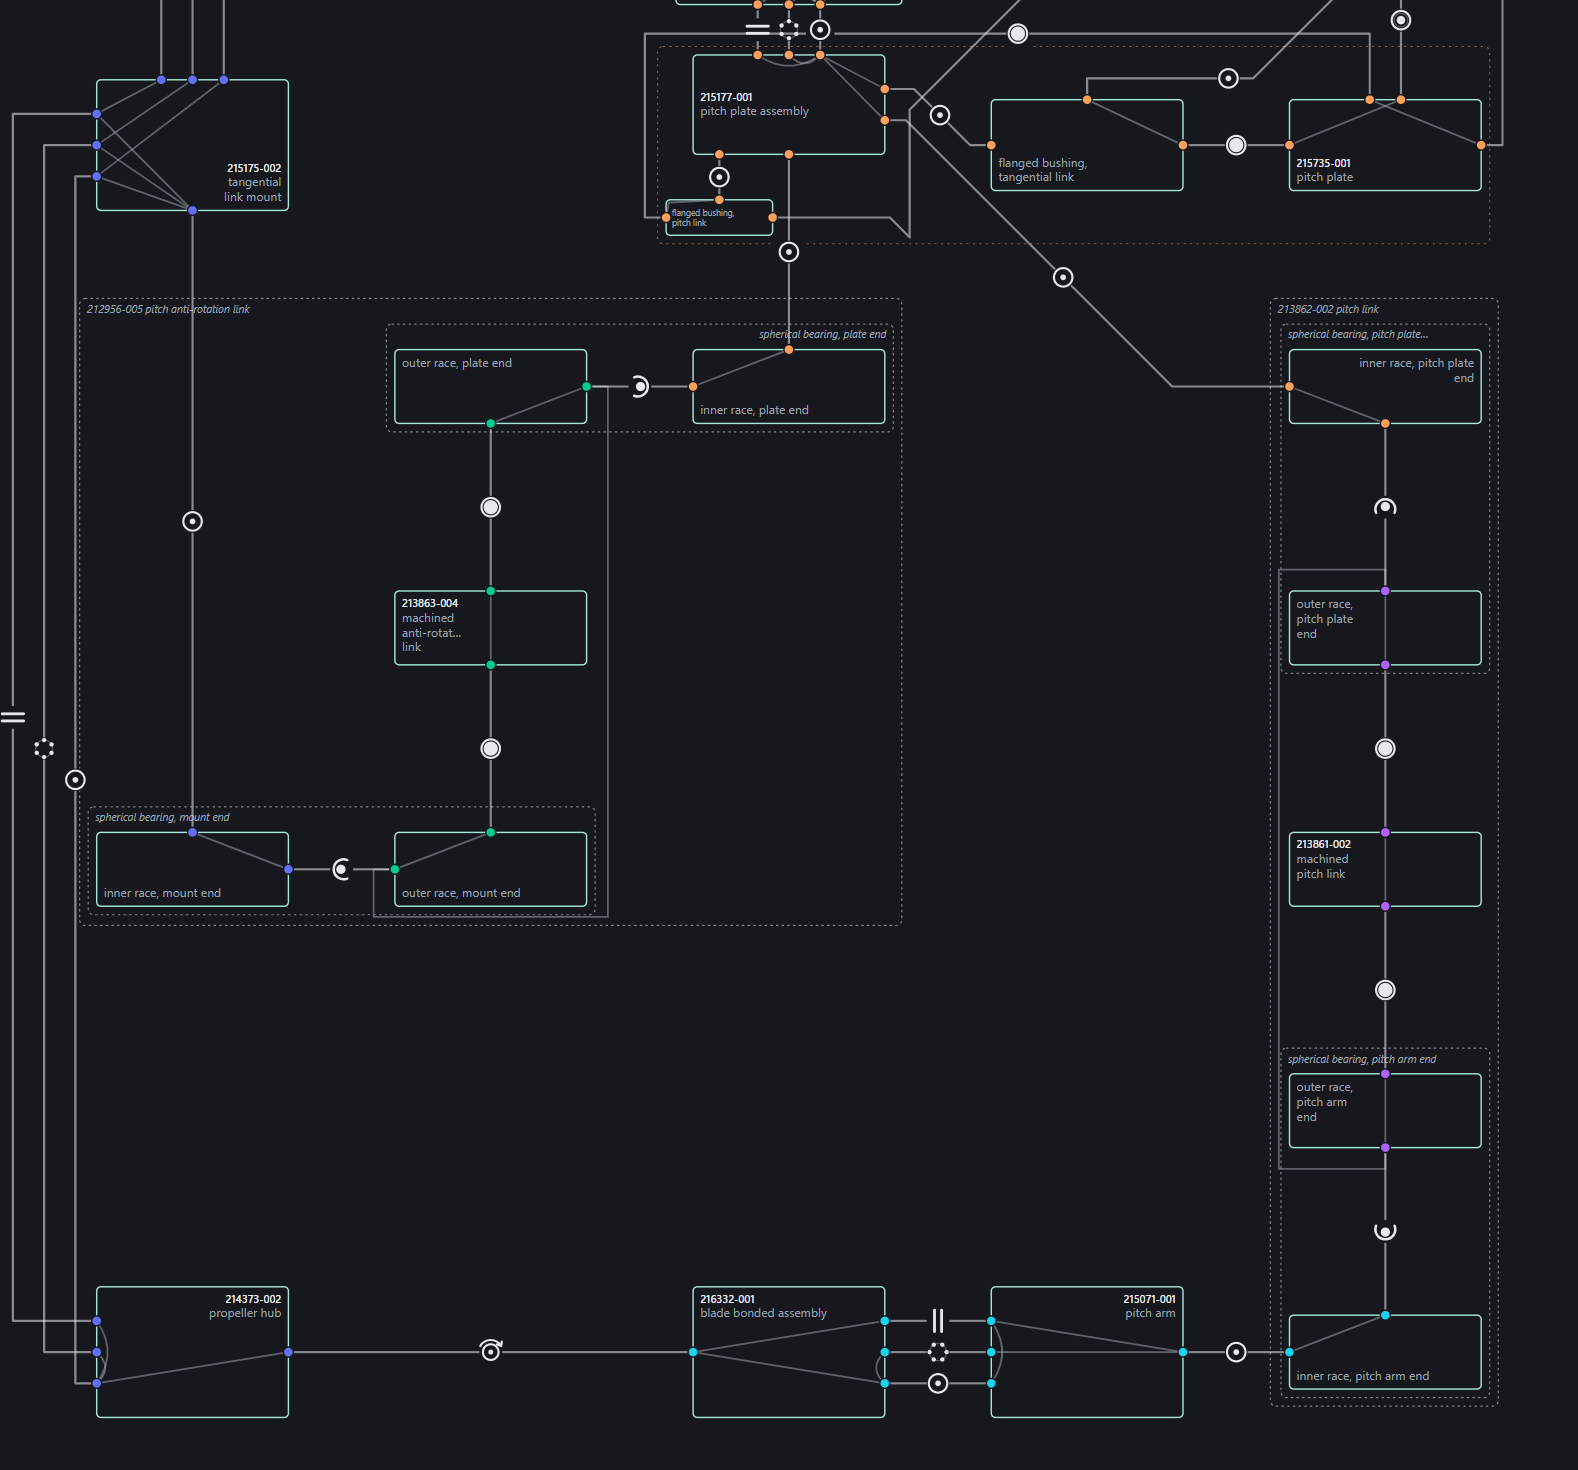 215177-001
pitch plate assembly
215175-002
tangential
link mount
flanged bushing,
tangential link
215735-001
pitch plate
flanged bushing,
pitch link
212956-005 pitch anti-rotation link
spherical bearing, plate end
outer race, plate end
inner race, plate end
213862-002 pitch link
spherical bearing, pitch plate...
inner race, pitch plate
end
213863-004
machined
anti-rotat...
link
outer race,
pitch plate
end
spherical bearing, mount end
inner race, mount end
outer race, mount end
213861-002
machined
pitch link
spherical bearing, pitch arm end
outer race,
pitch arm
end
214373-002
propeller hub
216332-001
blade bonded assembly
215071-001
pitch arm
inner race, pitch arm end